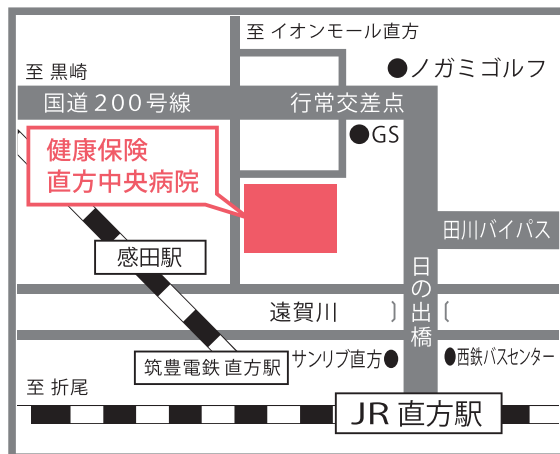 至 イオンモール直方
至 黒崎
●ノガミゴルフ
国道200号線
行常交差点
●GS
健康保険
直方中央病院
田川バイパス
感田駅
日の出橋
遠賀川
筑豊電鉄 直方駅
サンリブ直方●
●西鉄バスセンター
至 折尾
JR 直方駅